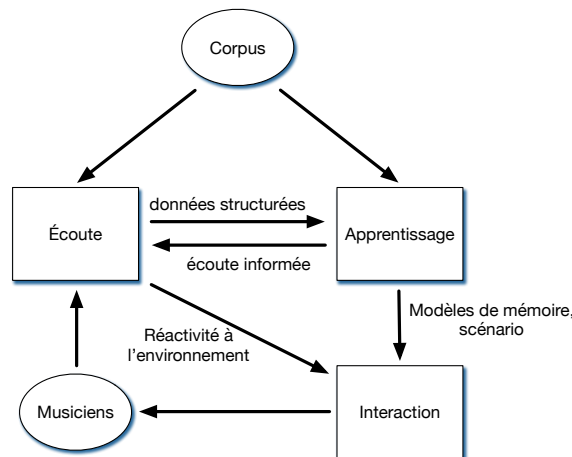 Corpus
données structurées
Écoute
Apprentissage
écoute informée
Modèles de mémoire,
scénario
Réactivité à
l'environnement
Musiciens
Interaction